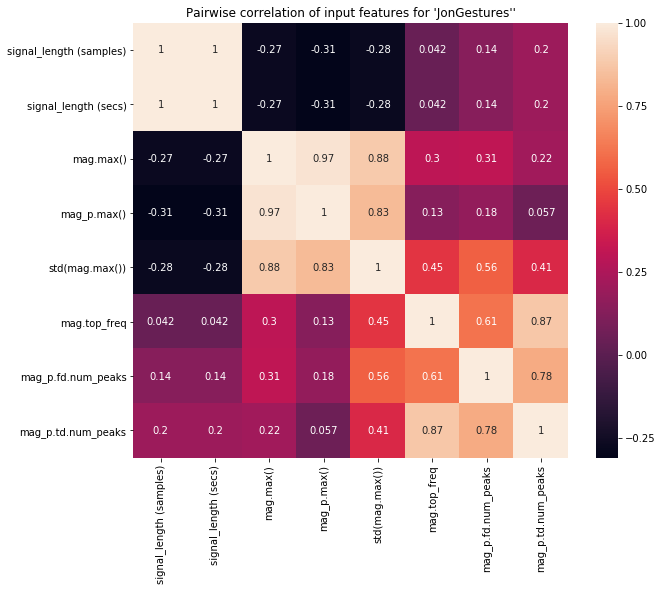 Pairwise correlation of input features for 'JonGestures''
signal_length (samples) 1 1 -0.27 -0.31 -0.28 0.042 0.14 0.2
signal_length (secs) 1 1 -0.27 -0.31 -0.28 0.042 0.14 0.2
mag.max() -0.27 -0.27 1 0.97 0.88 0.3 0.31 0.22
mag_p.max() -0.31 -0.31 0.97 1 0.83 0.13 0.18 0.057
std(mag.max()) -0.28 -0.28 0.88 0.83 1 0.45 0.56 0.41
mag.top_freq 0.042 0.042 0.3 0.13 0.45 1 0.61 0.87
mag_p.fd.num_peaks 0.14 0.14 0.31 0.18 0.56 0.61 1 0.78
mag_p.td.num_peaks 0.2 0.2 0.22 0.057 0.41 0.87 0.78 1
signal_length (samples)
signal_length (secs)
mag.max()
mag_p.max()
std(mag.max())
mag.top_freq
mag_p.fd.num_peaks
mag_p.td.num_peaks
1.00
0.75
0.50
0.25
0.00
−0.25